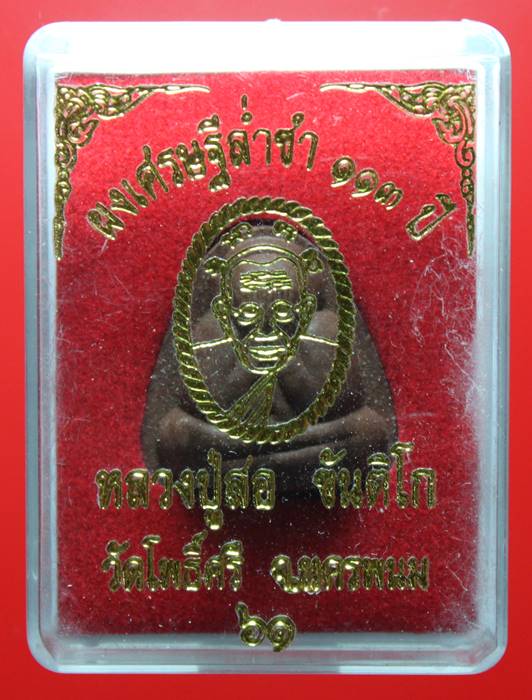 ผงเศรษฐีล่ำซำ ๑๑๓ ปี
หลวงปู่สอ ขันติโก
วัดโพธิ์ศรี จ.นครพนม
๖๑